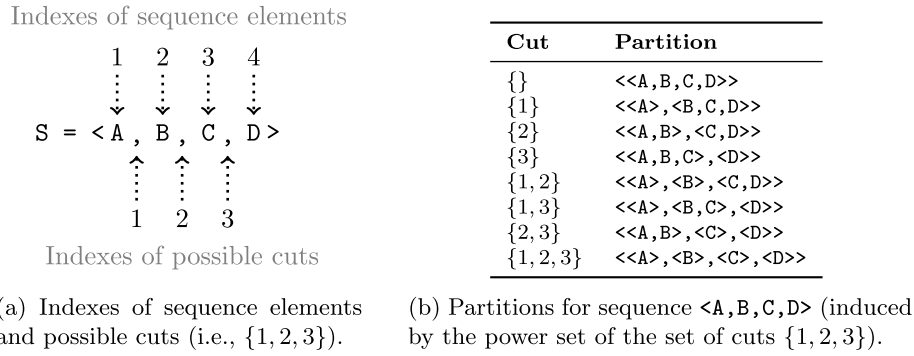 Indexes of sequence elements
1 2 3 4
S = <A, B, C, D>
1 2 3
Indexes of possible cuts
(a) Indexes of sequence elements
and possible cuts (i.e., {1, 2, 3}).
Cut Partition
{} <<A,B,C,D>>
{1} <<A>,<B,C,D>>
{2} <<A,B>,<C,D>>
{3} <<A,B,C>,<D>>
{1, 2} <<A>,<B>,<C,D>>
{1, 3} <<A>,<B,C>,<D>>
{2, 3} <<A,B>,<C>,<D>>
{1, 2, 3} <<A>,<B>,<C>,<D>>
(b) Partitions for sequence <A,B,C,D> (induced
by the power set of the set of cuts {1, 2, 3}).